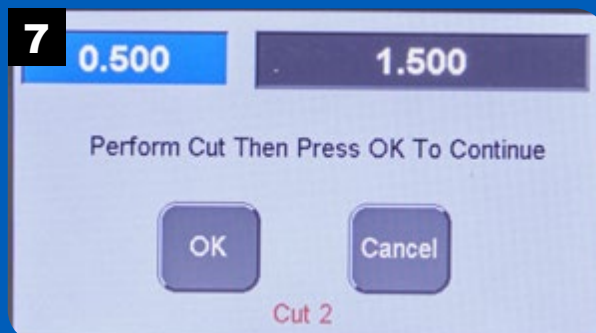 7
0.500 1.500
Perform Cut Then Press OK To Continue
OK Cancel
Cut 2